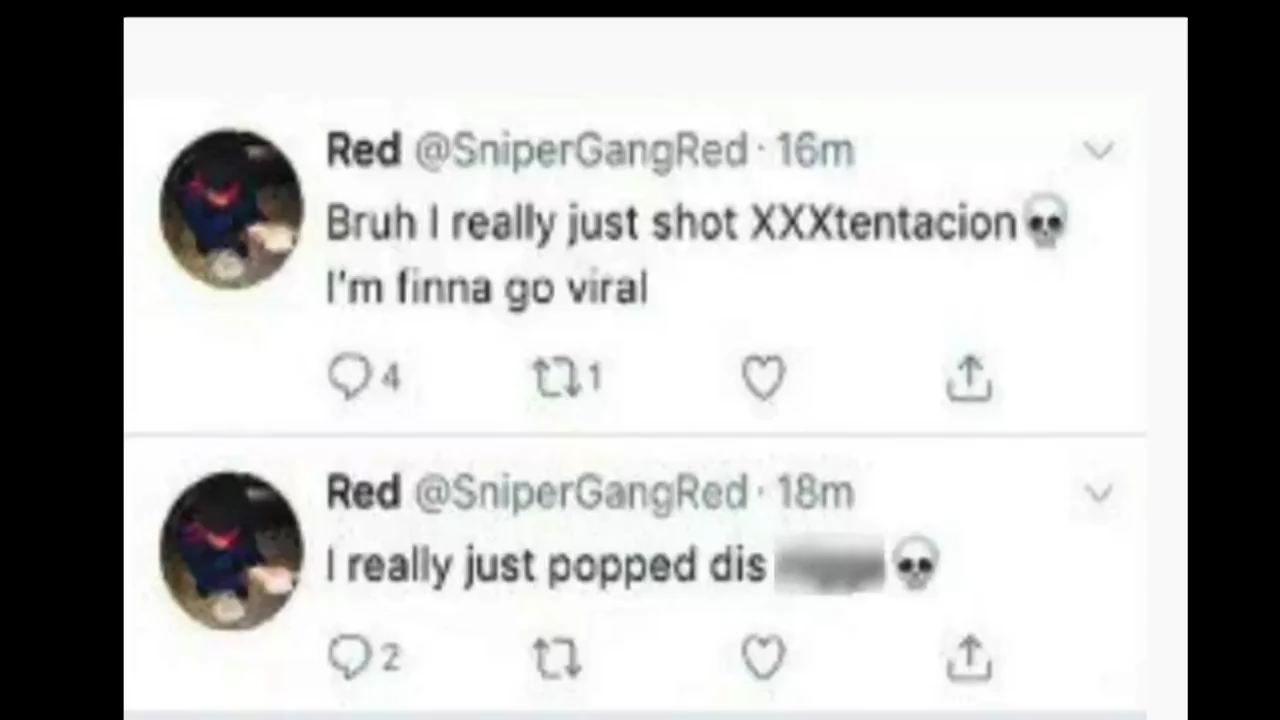 Red @SniperGangRed · 16m
Bruh I really just shot XXXtentacion💀
I'm finna go viral
4 1
Red @SniperGangRed · 18m
I really just popped dis 💀
2